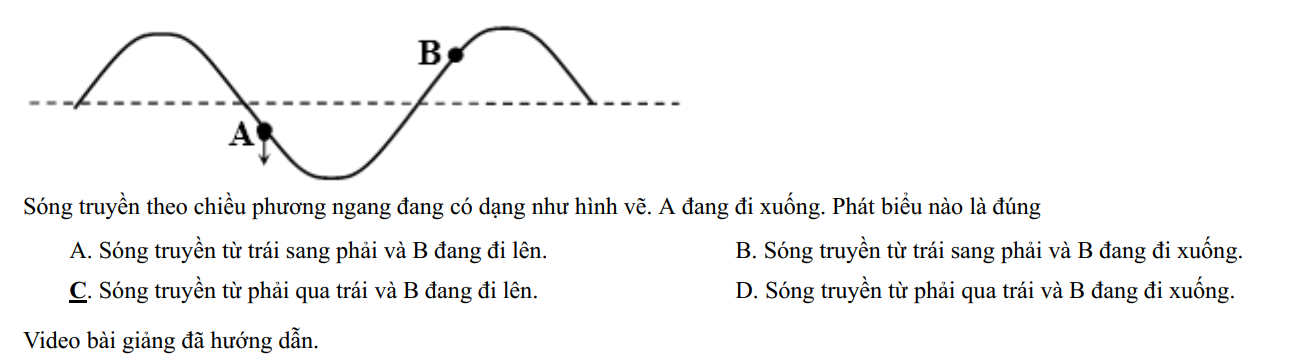 B
A
Sóng truyền theo chiều phương ngang đang có dạng như hình vẽ. A đang đi xuống. Phát biểu nào là đúng
A. Sóng truyền từ trái sang phải và B đang đi lên. B. Sóng truyền từ trái sang phải và B đang đi xuống.
C. Sóng truyền từ phải qua trái và B đang đi lên. D. Sóng truyền từ phải qua trái và B đang đi xuống.
Video bài giảng đã hướng dẫn.